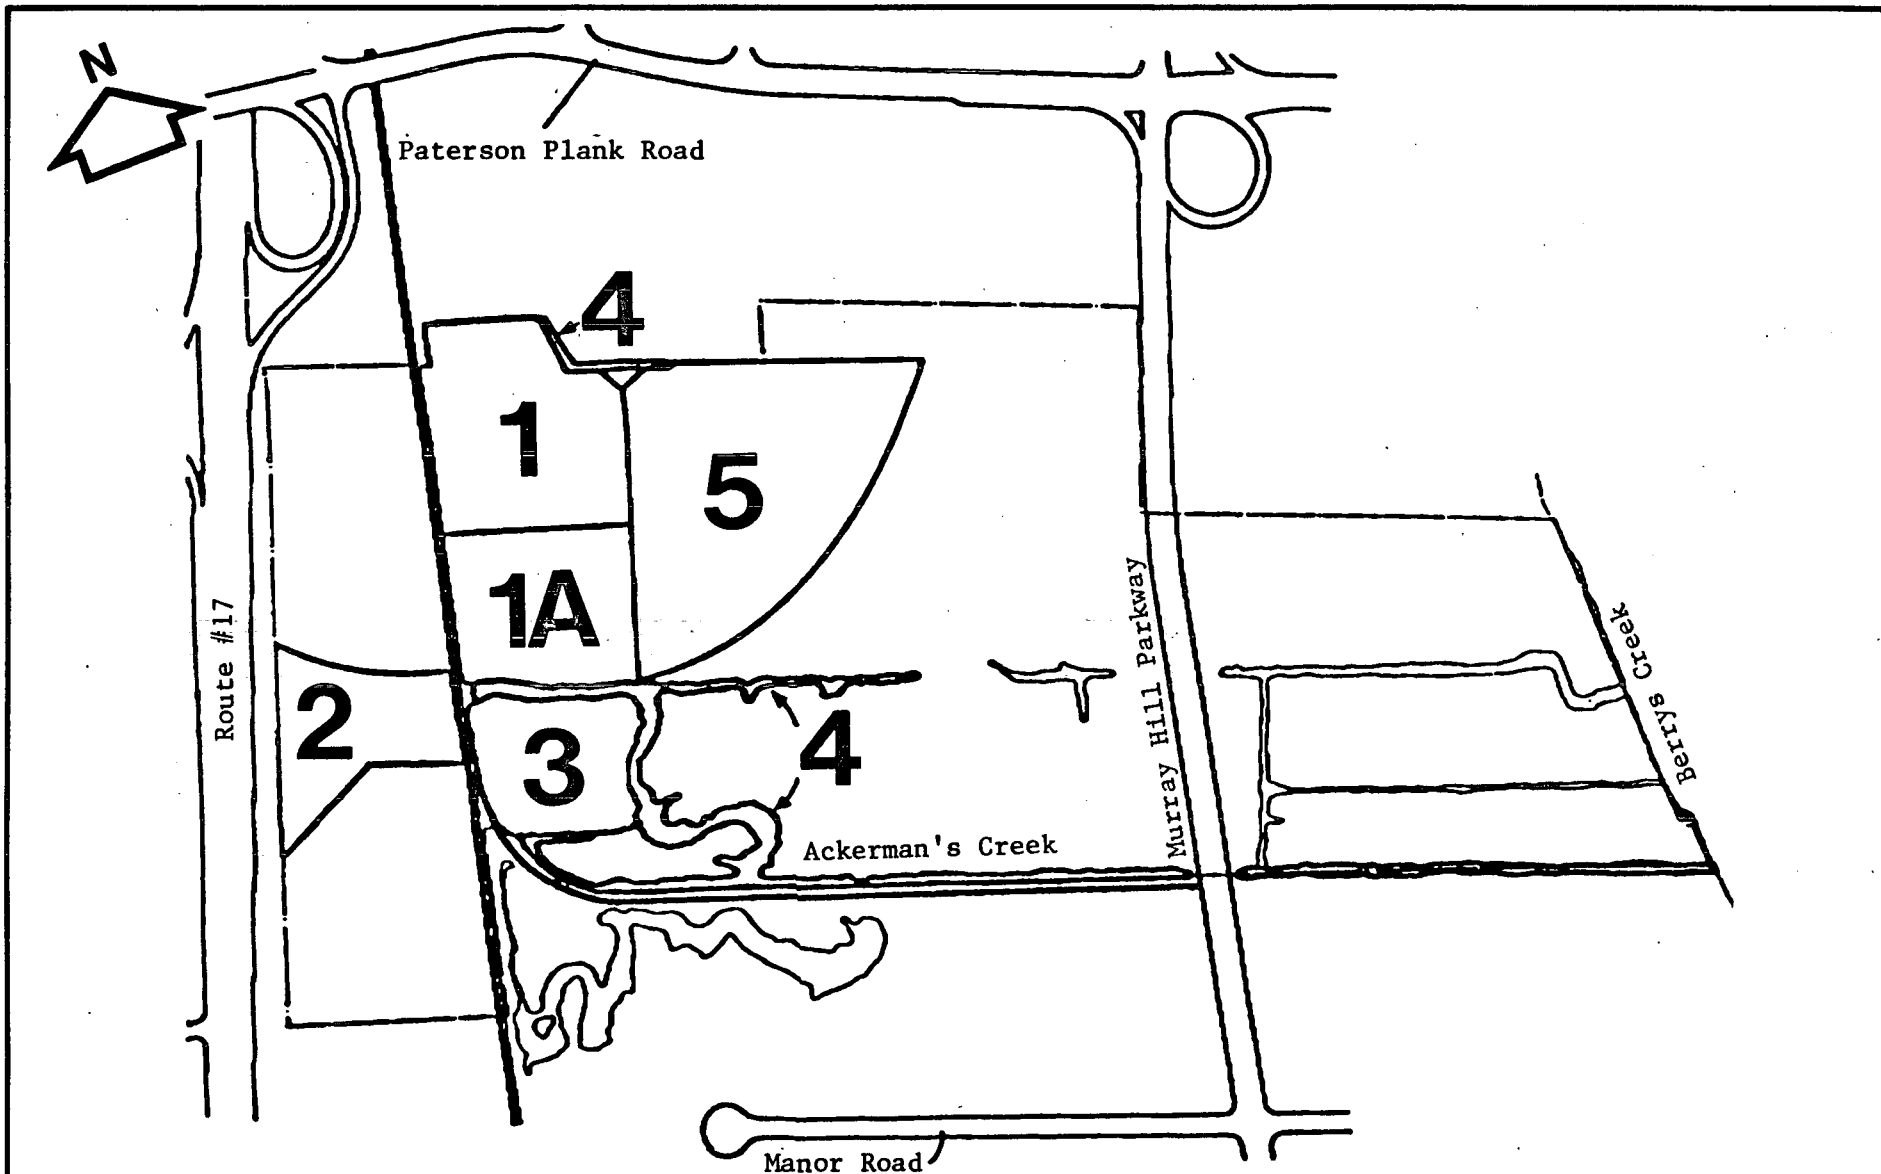 N
Paterson Plank Road
4
1
5
1A
Route #17
Murray Hill Parkway
Berrys Creek
2
3
4
Ackerman's Creek
Manor Road